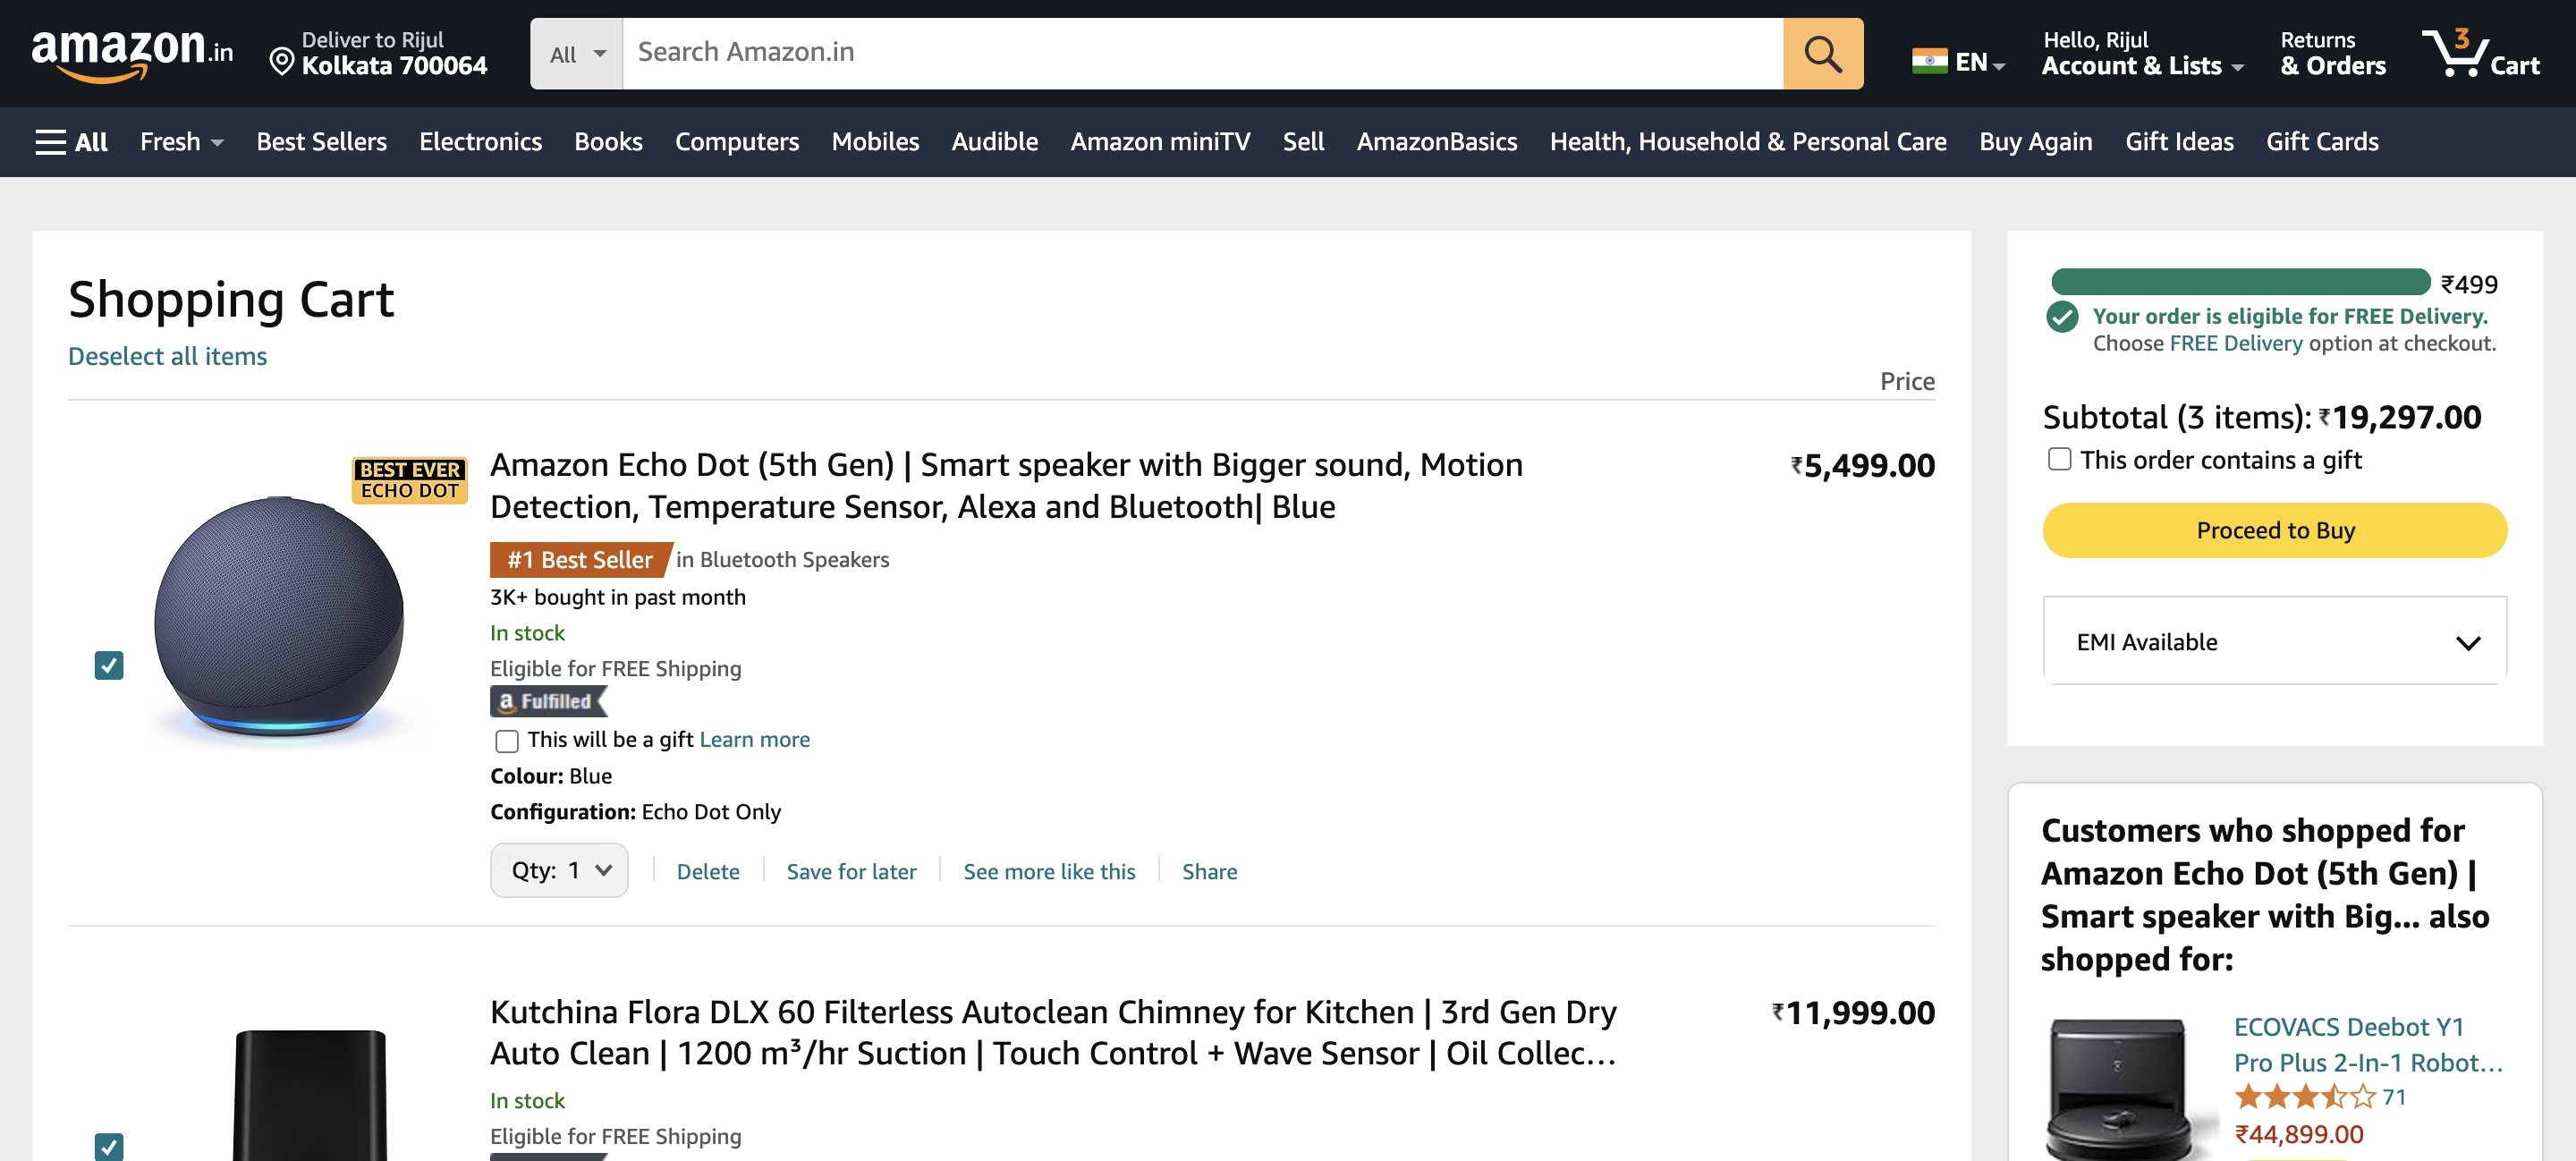 amazon.in
Deliver to Rijul
Kolkata 700064
All
Search Amazon.in
EN
Hello, Rijul
Account & Lists
Returns
& Orders
3
Cart
All
Fresh
Best Sellers
Electronics
Books
Computers
Mobiles
Audible
Amazon miniTV
Sell
AmazonBasics
Health, Household & Personal Care
Buy Again
Gift Ideas
Gift Cards
Shopping Cart
Deselect all items
Price
BEST EVER
ECHO DOT
Amazon Echo Dot (5th Gen) | Smart speaker with Bigger sound, Motion
Detection, Temperature Sensor, Alexa and Bluetooth| Blue
₹5,499.00
#1 Best Seller in Bluetooth Speakers
3K+ bought in past month
In stock
Eligible for FREE Shipping
a Fulfilled
This will be a gift Learn more
Colour: Blue
Configuration: Echo Dot Only
Qty: 1
Delete
Save for later
See more like this
Share
Kutchina Flora DLX 60 Filterless Autoclean Chimney for Kitchen | 3rd Gen Dry
Auto Clean | 1200 m³/hr Suction | Touch Control + Wave Sensor | Oil Collec...
₹11,999.00
In stock
Eligible for FREE Shipping
₹499
Your order is eligible for FREE Delivery.
Choose FREE Delivery option at checkout.
Subtotal (3 items): ₹19,297.00
This order contains a gift
Proceed to Buy
EMI Available
Customers who shopped for
Amazon Echo Dot (5th Gen) |
Smart speaker with Big... also
shopped for:
ECOVACS Deebot Y1
Pro Plus 2-In-1 Robot...
71
₹44,899.00